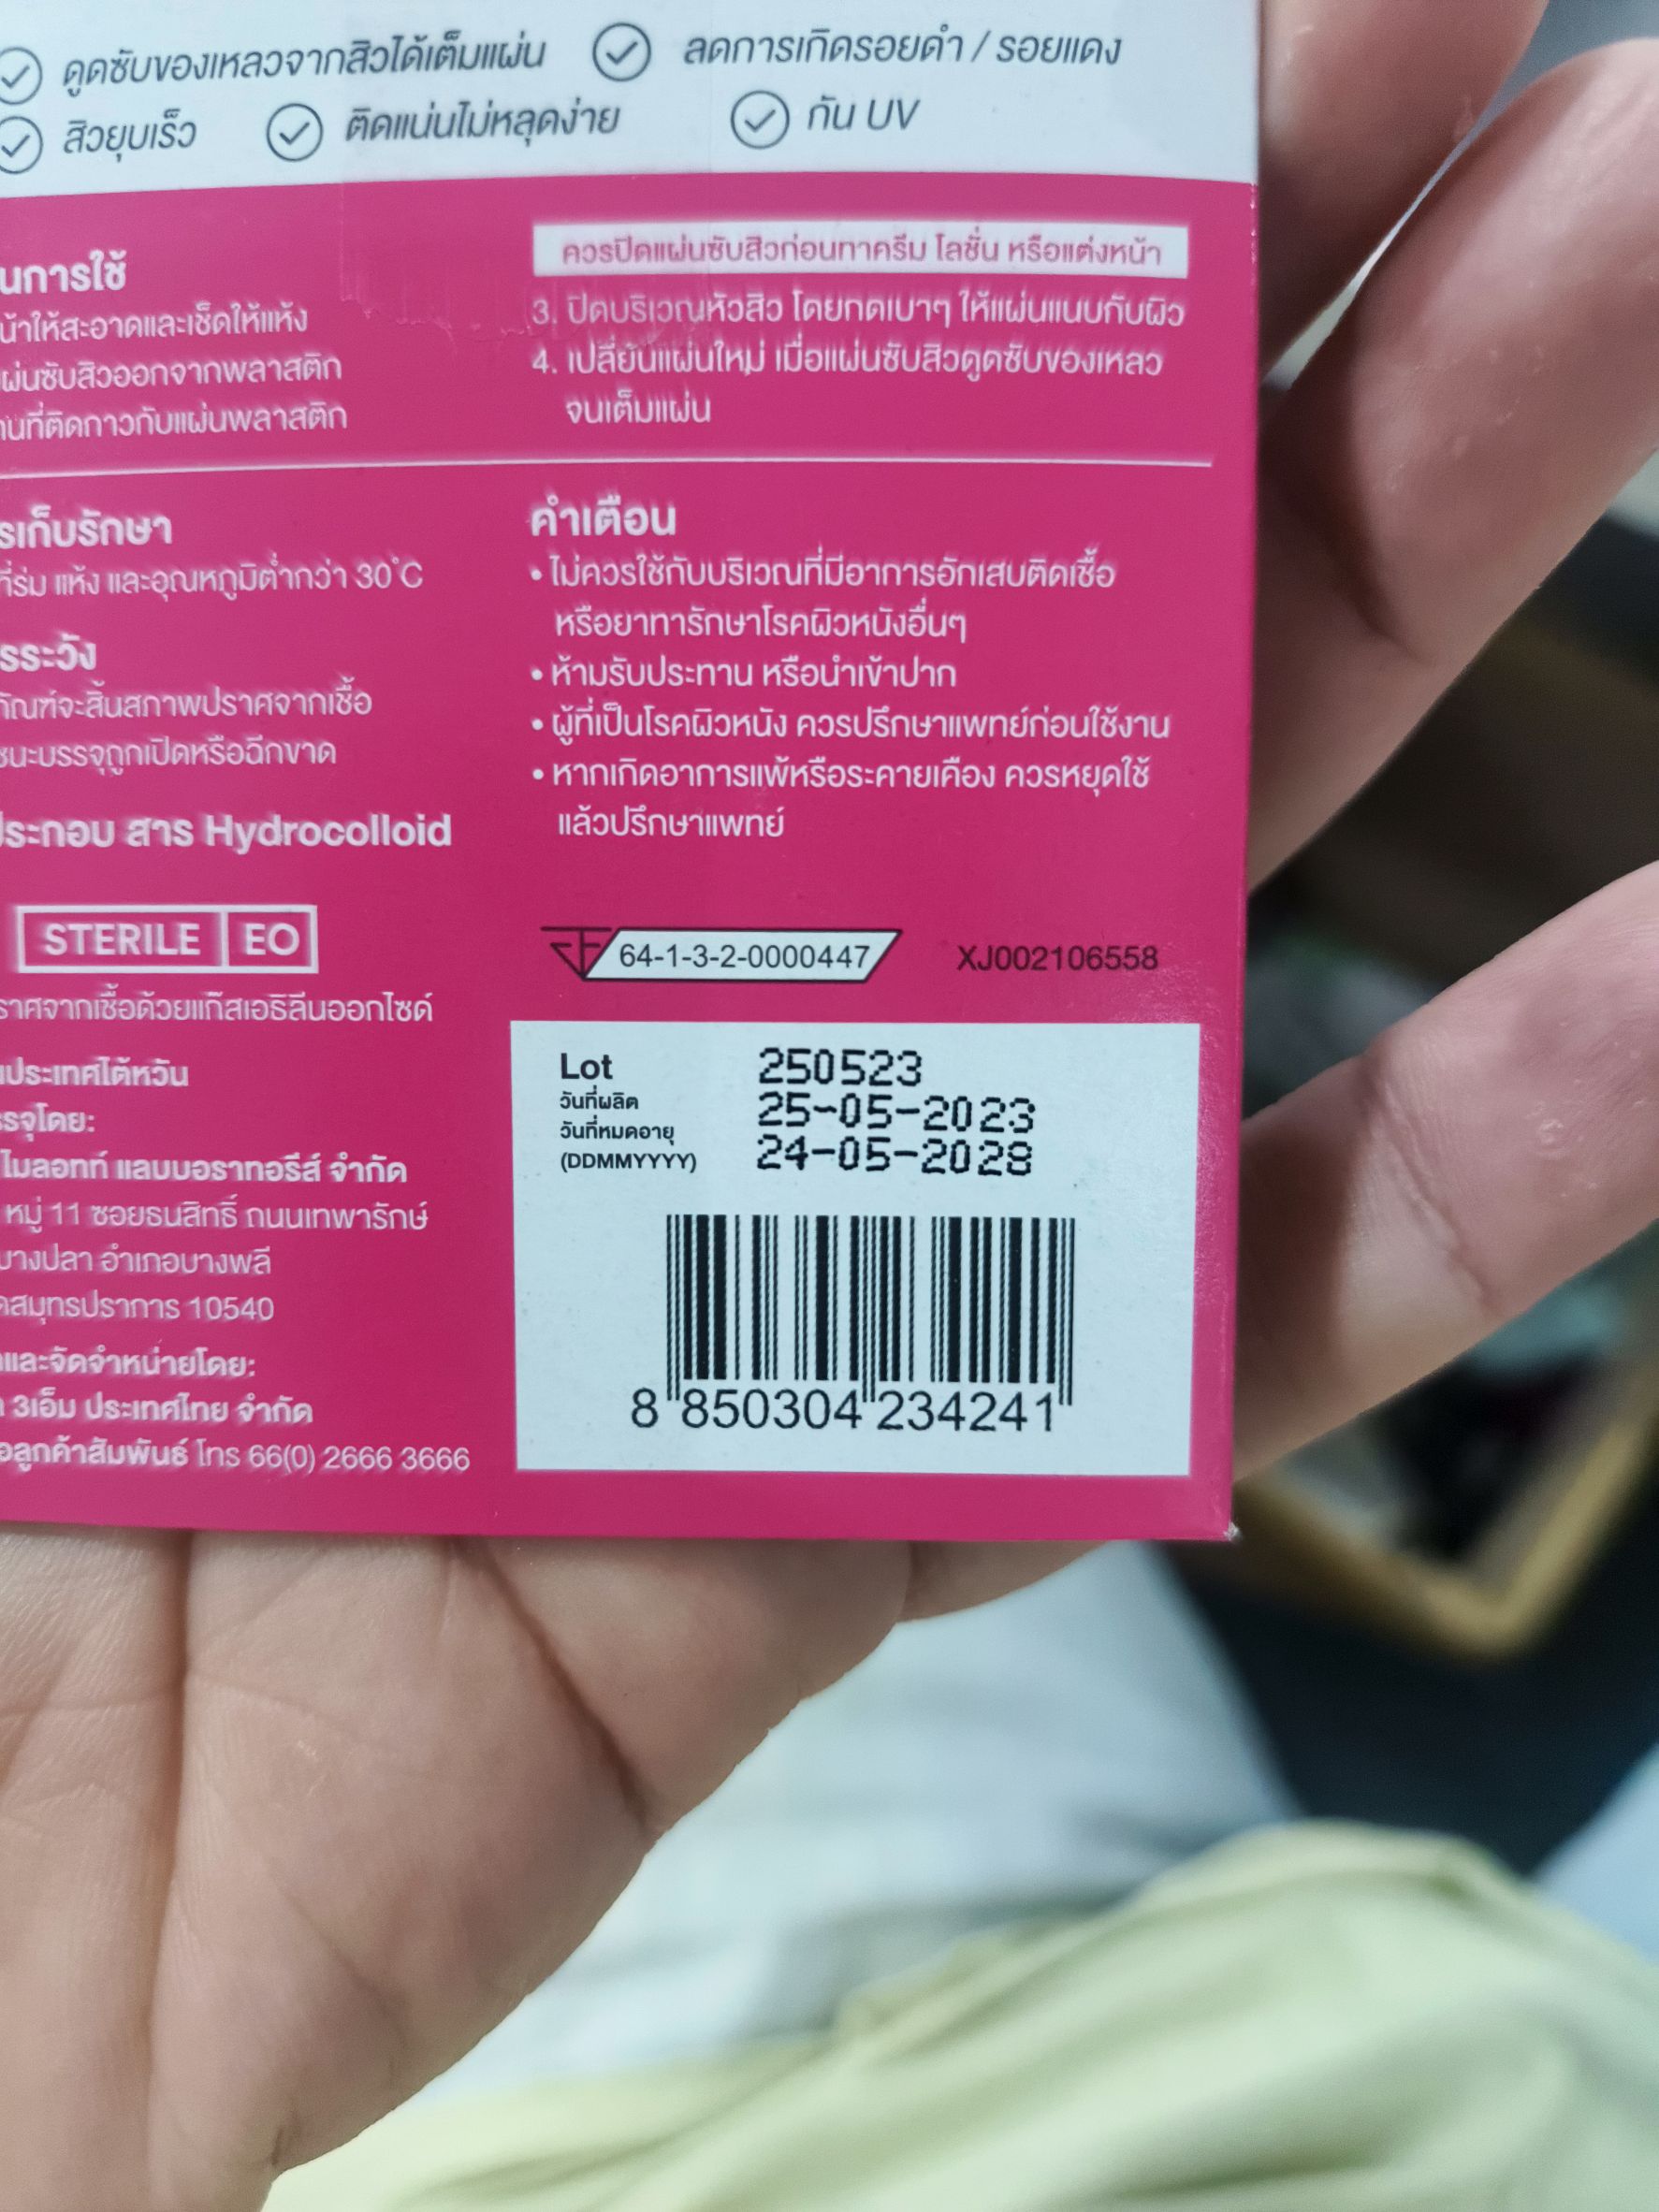 ดูดซับของเหลวจากสิวได้เต็มแผ่น ลดการเกิดรอยดำ / รอยแดง
สิวยุบเร็ว ติดแน่นไม่หลุดง่าย กัน UV
นการใช้
น้าให้สะอาดและเช็ดให้แห้ง
ผ่นซับสิวออกจากพลาสติก
านที่ติดกาวกับแผ่นพลาสติก
ควรปิดแผ่นซับสิวก่อนทาครีม โลชั่น หรือแต่งหน้า
3. ปิดบริเวณหัวสิว โดยกดเบาๆ ให้แผ่นแนบกับผิว
4. เปลี่ยนแผ่นใหม่ เมื่อแผ่นซับสิวดูดซับของเหลว
จนเต็มแผ่น
รเก็บรักษา
ที่ร่ม แห้ง และอุณหภูมิต่ำกว่า 30°C
รระวัง
ภัณฑ์จะสิ้นสภาพปราศจากเชื้อ
ชนะบรรจุถูกเปิดหรือฉีกขาด
ประกอบ สาร Hydrocolloid
STERILE EO
ราศจากเชื้อด้วยแก๊สเอธิลีนออกไซด์
นประเทศไต้หวัน
รจุโดย:
ไมลอทท์ แลบบอราทอรีส์ จำกัด
หมู่ 11 ซอยธนสิทธิ์ ถนนเทพารักษ์
บางปลา อำเภอบางพลี
ดสมุทรปราการ 10540
และจัดจำหน่ายโดย:
3เอ็ม ประเทศไทย จำกัด
อลูกค้าสัมพันธ์ โทร 66(0) 2666 3666
คำเตือน
• ไม่ควรใช้กับบริเวณที่มีอาการอักเสบติดเชื้อ
หรือยาทารักษาโรคผิวหนังอื่นๆ
• ห้ามรับประทาน หรือนำเข้าปาก
• ผู้ที่เป็นโรคผิวหนัง ควรปรึกษาแพทย์ก่อนใช้งาน
• หากเกิดอาการแพ้หรือระคายเคือง ควรหยุดใช้
แล้วปรึกษาแพทย์
64-1-3-2-0000447 XJ002106558
Lot 250523
วันที่ผลิต 25-05-2023
วันที่หมดอายุ 24-05-2028
(DDMMYYYY)
8 850304 234241